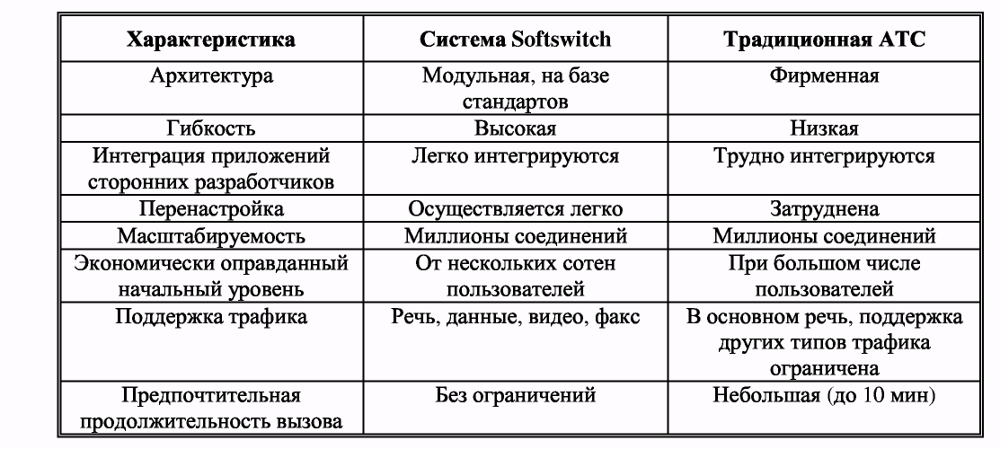 Характеристика Система Softswitch Традиционная АТС
Архитектура Модульная, на базе Фирменная
стандартов
Гибкость Высокая Низкая
Интеграция приложений Легко интегрируются Трудно интегрируются
сторонних разработчиков
Перенастройка Осуществляется легко Затруднена
Масштабируемость Миллионы соединений Миллионы соединений
Экономически оправданный От нескольких сотен При большом числе
начальный уровень пользователей пользователей
Поддержка трафика Речь, данные, видео, факс В основном речь, поддержка
других типов трафика
ограничена
Предпочтительная Без ограничений Небольшая (до 10 мин)
продолжительность вызова